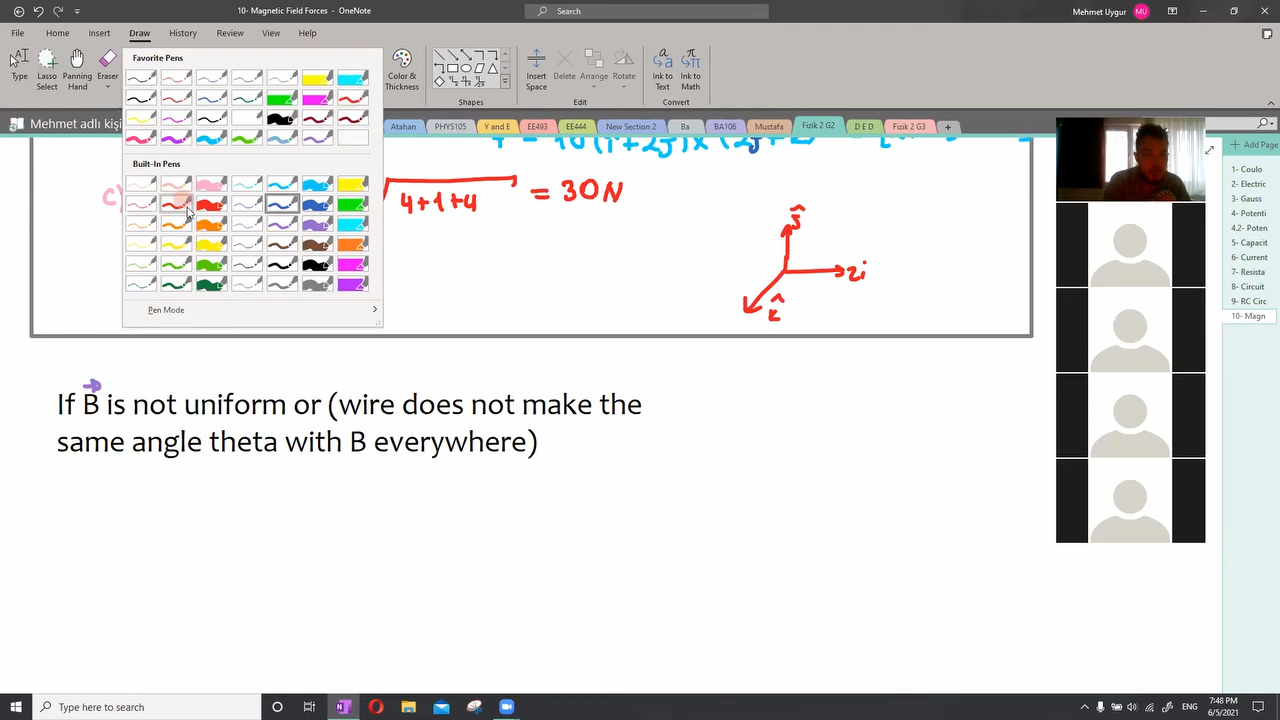 10- Magnetic Field Forces - OneNote
Search
Mehmet Uygur
MU
File Home Insert Draw History Review View Help
Type
Lasso Select
Panning Hand
Eraser
Favorite Pens
Built-In Pens
Pen Mode
Color & Thickness
Shapes
Insert Space
Delete
Arrange
Rotate
Edit
Ink to Text
Ink to Math
Convert
Mehmet adlı kişi
Atahan PHYS105 Y and E EE493 EE444 New Section 2 Ba BA106 Mustafa Fizik 2 G2 D E D Fizik 2 G3 +
Add Page
1- Coulo
2- Electric
3- Gauss
4- Potenti
4.2- Poten
5- Capacit
6- Current
7- Resista
8- Circuit
9- RC Circ
10- Magn
c)
4+1+4 = 30N
If B is not uniform or (wire does not make the
same angle theta with B everywhere)
Type here to search
ENG
7:48 PM
6/5/2021